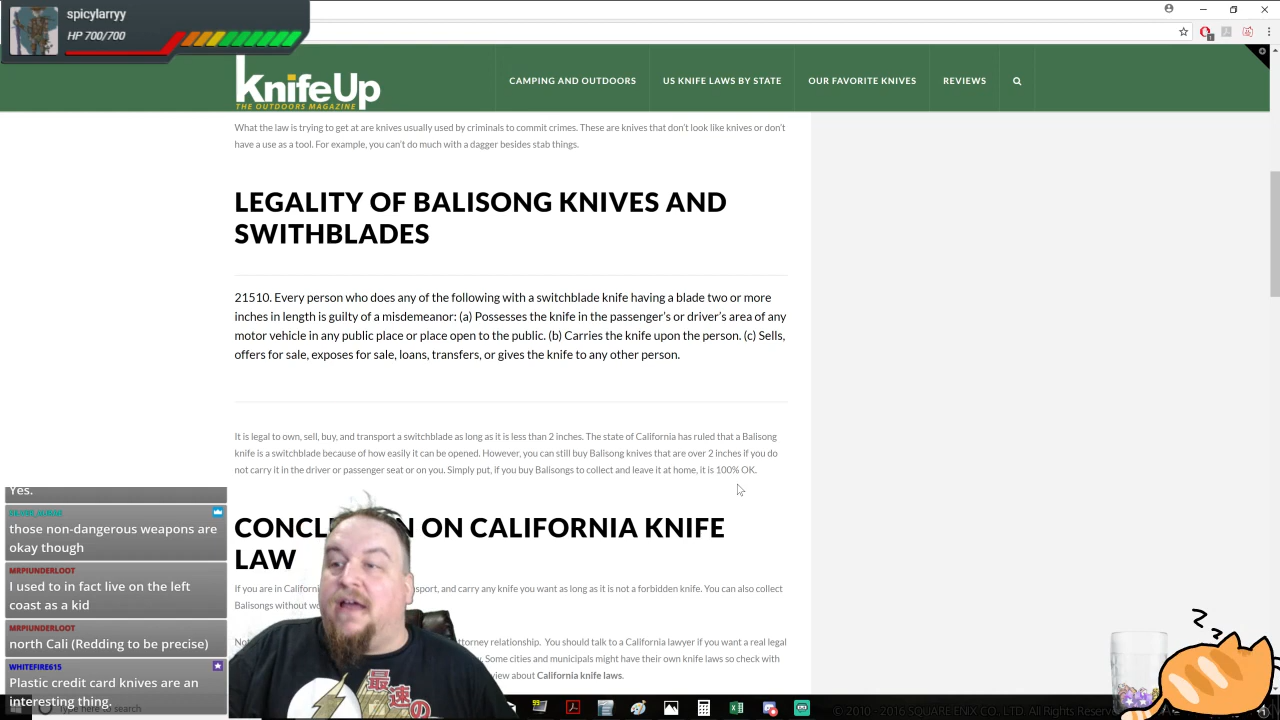 spicylarryy
HP 700/700
KnifeUp
THE OUTDOORS MAGAZINE
CAMPING AND OUTDOORS
US KNIFE LAWS BY STATE
OUR FAVORITE KNIVES
REVIEWS
What the law is trying to get at are knives usually used by criminals to commit crimes. These are knives that don't look like knives or don't
have a use as a tool. For example, you can't do much with a dagger besides stab things.
LEGALITY OF BALISONG KNIVES AND
SWITHBLADES
21510. Every person who does any of the following with a switchblade knife having a blade two or more
inches in length is guilty of a misdemeanor: (a) Possesses the knife in the passenger's or driver's area of any
motor vehicle in any public place or place open to the public. (b) Carries the knife upon the person. (c) Sells,
offers for sale, exposes for sale, loans, transfers, or gives the knife to any other person.
It is legal to own, sell, buy, and transport a switchblade as long as it is less than 2 inches. The state of California has ruled that a Balisong
knife is a switchblade because of how easily it can be opened. However, you can still buy Balisong knives that are over 2 inches if you do
not carry it in the driver or passenger seat or on you. Simply put, if you buy Balisongs to collect and leave it at home, it is 100% OK.
N ON CALIFORNIA KNIFE
LAW
If you are in Californi sport, and carry any knife you want as long as it is not a forbidden knife. You can also collect
Balisongs without
ttorney relationship. You should talk to a California lawyer if you want a real legal
Some cities and municipals might have their own knife laws so check with
view about California knife laws.
Yes.
those non-dangerous weapons are
okay though
MRPIUNDERLOOT
I used to in fact live on the left
coast as a kid
MRPIUNDERLOOT
north Cali (Redding to be precise)
WHITEFIRE615
Plastic credit card knives are an
interesting thing.
最速の
Type here to search
© 2010 - 2016 SQUARE ENIX CO., LTD. All Rights Reserved
z
z
z